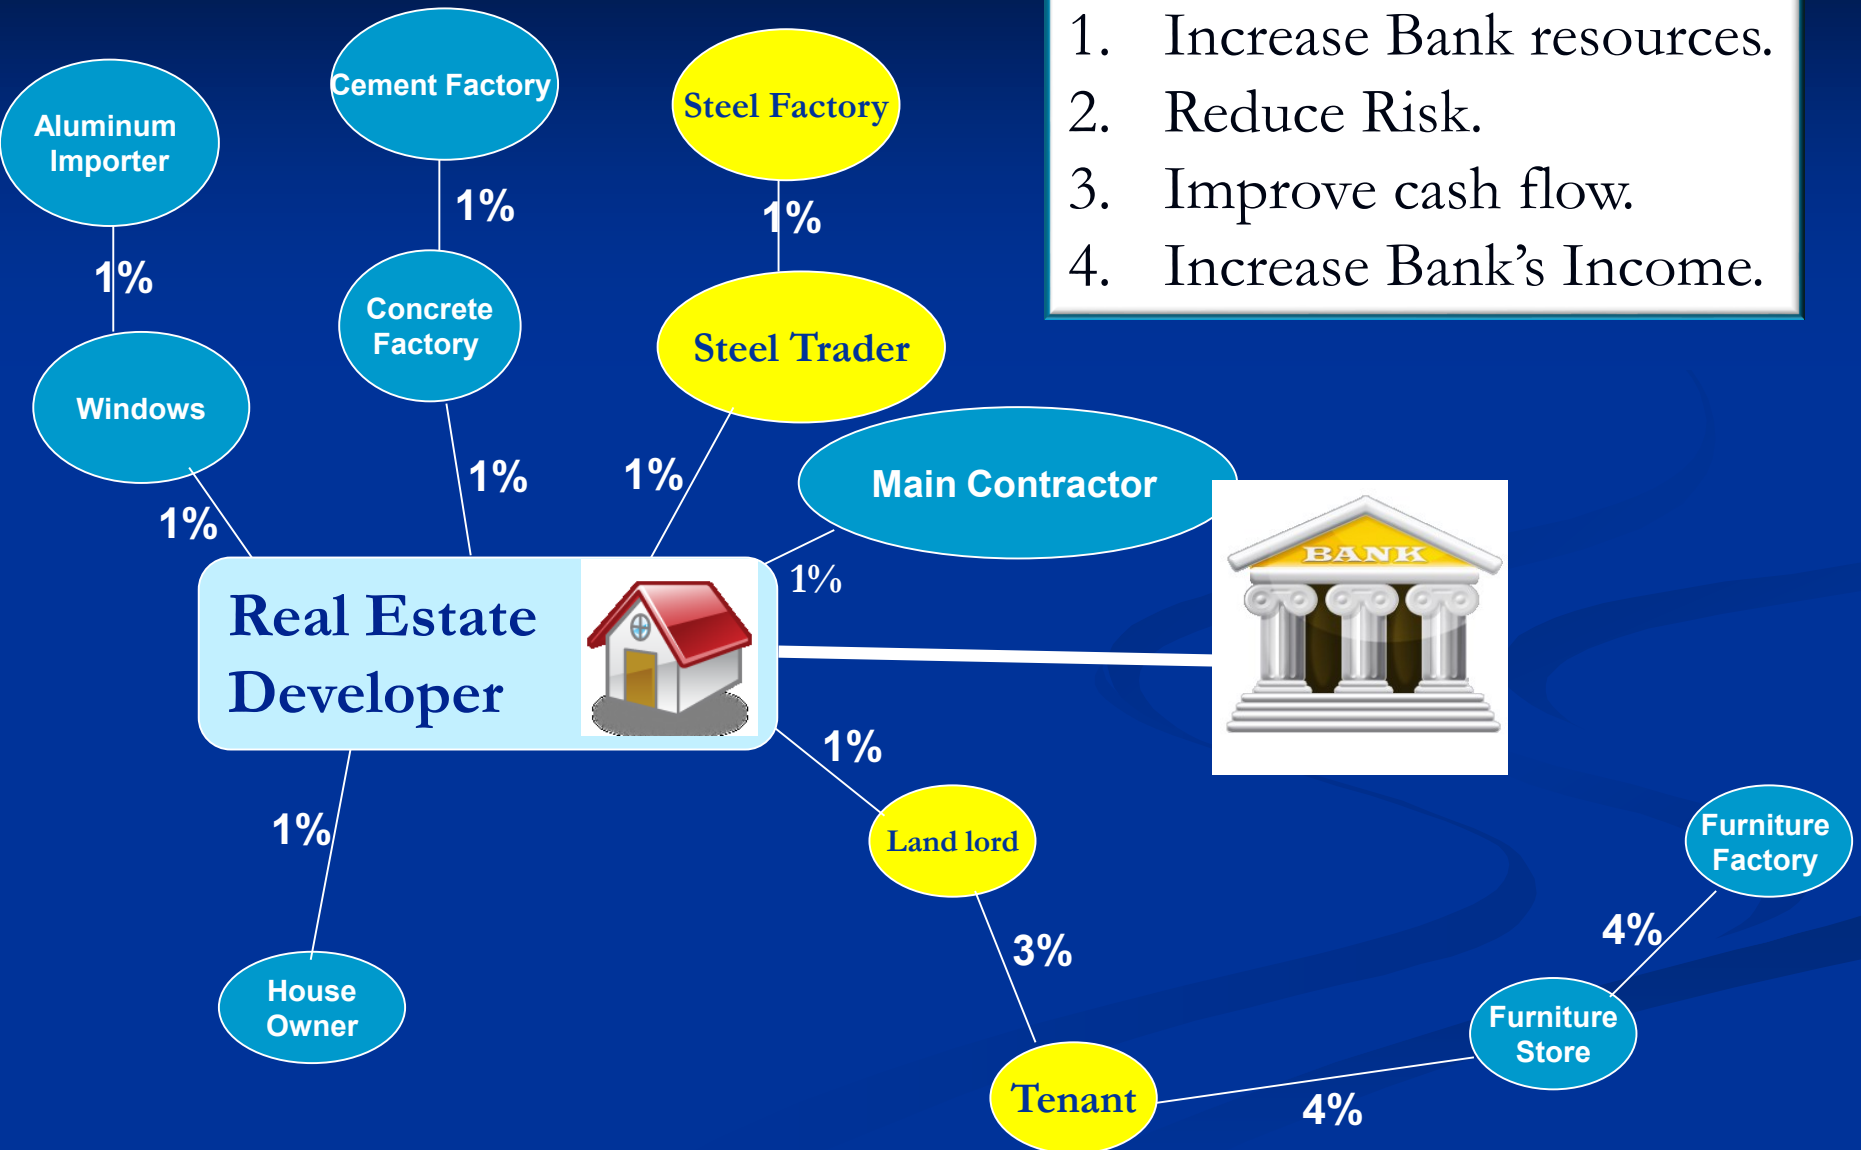 1. Increase Bank resources.
2. Reduce Risk.
3. Improve cash flow.
4. Increase Bank’s Income.
Cement Factory
Steel Factory
Aluminum
Importer
1%
1%
1%
Concrete
Factory
Steel Trader
Windows
1%
1%
1%
Main Contractor
1%
BANK
Real Estate
Developer
1%
1%
Land lord
Furniture
Factory
3%
4%
House
Owner
Furniture
Store
Tenant
4%